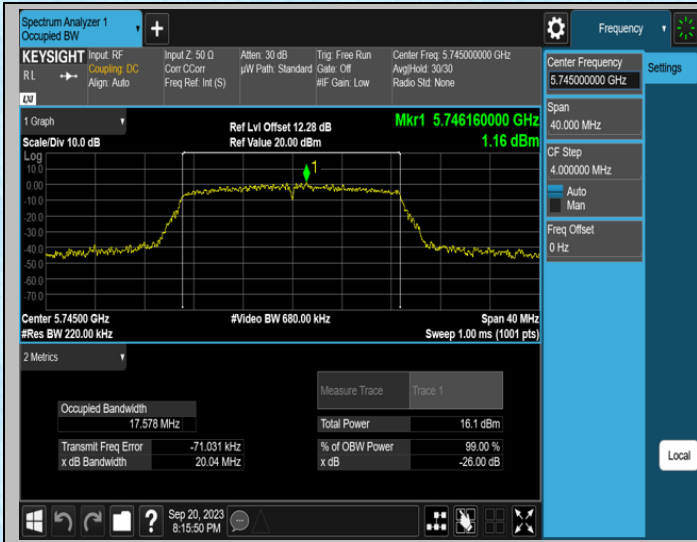 Spectrum Analyzer 1
Occupied BW
+
Frequency
KEYSIGHT
RL
LXI
Input: RF
Coupling: DC
Align: Auto
Input Z: 50 Ω
Corr CCorr
Freq Ref: Int (S)
Atten: 30 dB
µW Path: Standard
Trig: Free Run
Gate: Off
#IF Gain: Low
Center Freq: 5.745000000 GHz
Avg|Hold: 30/30
Radio Std: None
Center Frequency
5.745000000 GHz
Settings
Span
40.000 MHz
CF Step
4.000000 MHz
Auto
Man
Freq Offset
0 Hz
Local
1 Graph
Scale/Div 10.0 dB
Ref Lvl Offset 12.28 dB
Ref Value 20.00 dBm
Mkr1 5.746160000 GHz
1.16 dBm
Log
10.0
0.00
-10.0
-20.0
-30.0
-40.0
-50.0
-60.0
-70.0
1
Center 5.74500 GHz
#Res BW 220.00 kHz
#Video BW 680.00 kHz
Span 40 MHz
Sweep 1.00 ms (1001 pts)
2 Metrics
Measure Trace
Trace 1
Occupied Bandwidth
17.578 MHz
Total Power
16.1 dBm
Transmit Freq Error
-71.031 kHz
% of OBW Power
99.00 %
x dB Bandwidth
20.04 MHz
x dB
-26.00 dB
?
Sep 20, 2023
8:15:50 PM